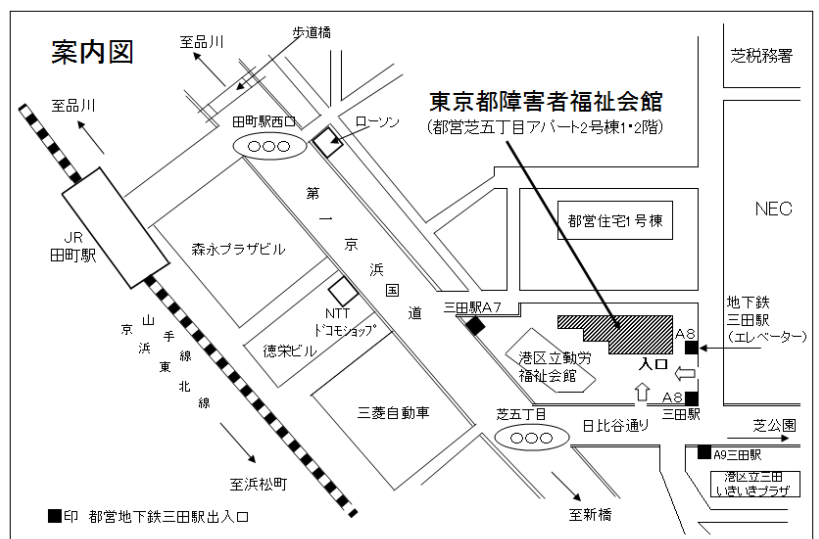 案内図
至品川
歩道橋
至品川
田町駅西口
ローソン
東京都障害者福祉会館
(都営芝五丁目アパート2号棟1・2階)
芝税務署
NEC
都営住宅1号棟
JR
田町駅
森永プラザビル
第一京浜国道
NTT
ドコモショップ
徳栄ビル
三菱自動車
山手線
京浜東北線
三田駅A7
港区立勤労
福祉会館
A8
入口
地下鉄
三田駅
(エレベーター)
A8
三田駅
芝五丁目
日比谷通り
芝公園
A9三田駅
港区立三田
いきいきプラザ
至浜松町
至新橋
■印 都営地下鉄三田駅出入口